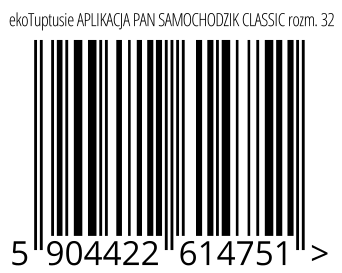 ekoTuptusie APLIKACJA PAN SAMOCHODZIK CLASSIC rozm. 32
5 904422 614751 >